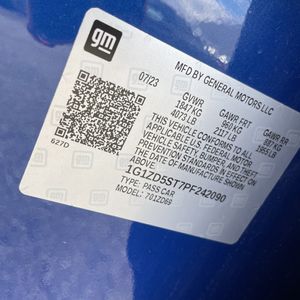 gm
MFD BY GENERAL MOTORS LLC
07/23
GVWR
1847 KG
4073 LB
GAWR FRT
960 KG
2117 LB
GAWR RR
887 KG
1955 LB
THIS VEHICLE CONFORMS TO ALL
APPLICABLE U.S. FEDERAL MOTOR
VEHICLE SAFETY, BUMPER, AND THEFT
PREVENTION STANDARDS IN EFFECT ON
THE DATE OF MANUFACTURE SHOWN
ABOVE.
627D
1G1ZD5ST7PF242090
TYPE: PASS CAR
MODEL: 701ZD69